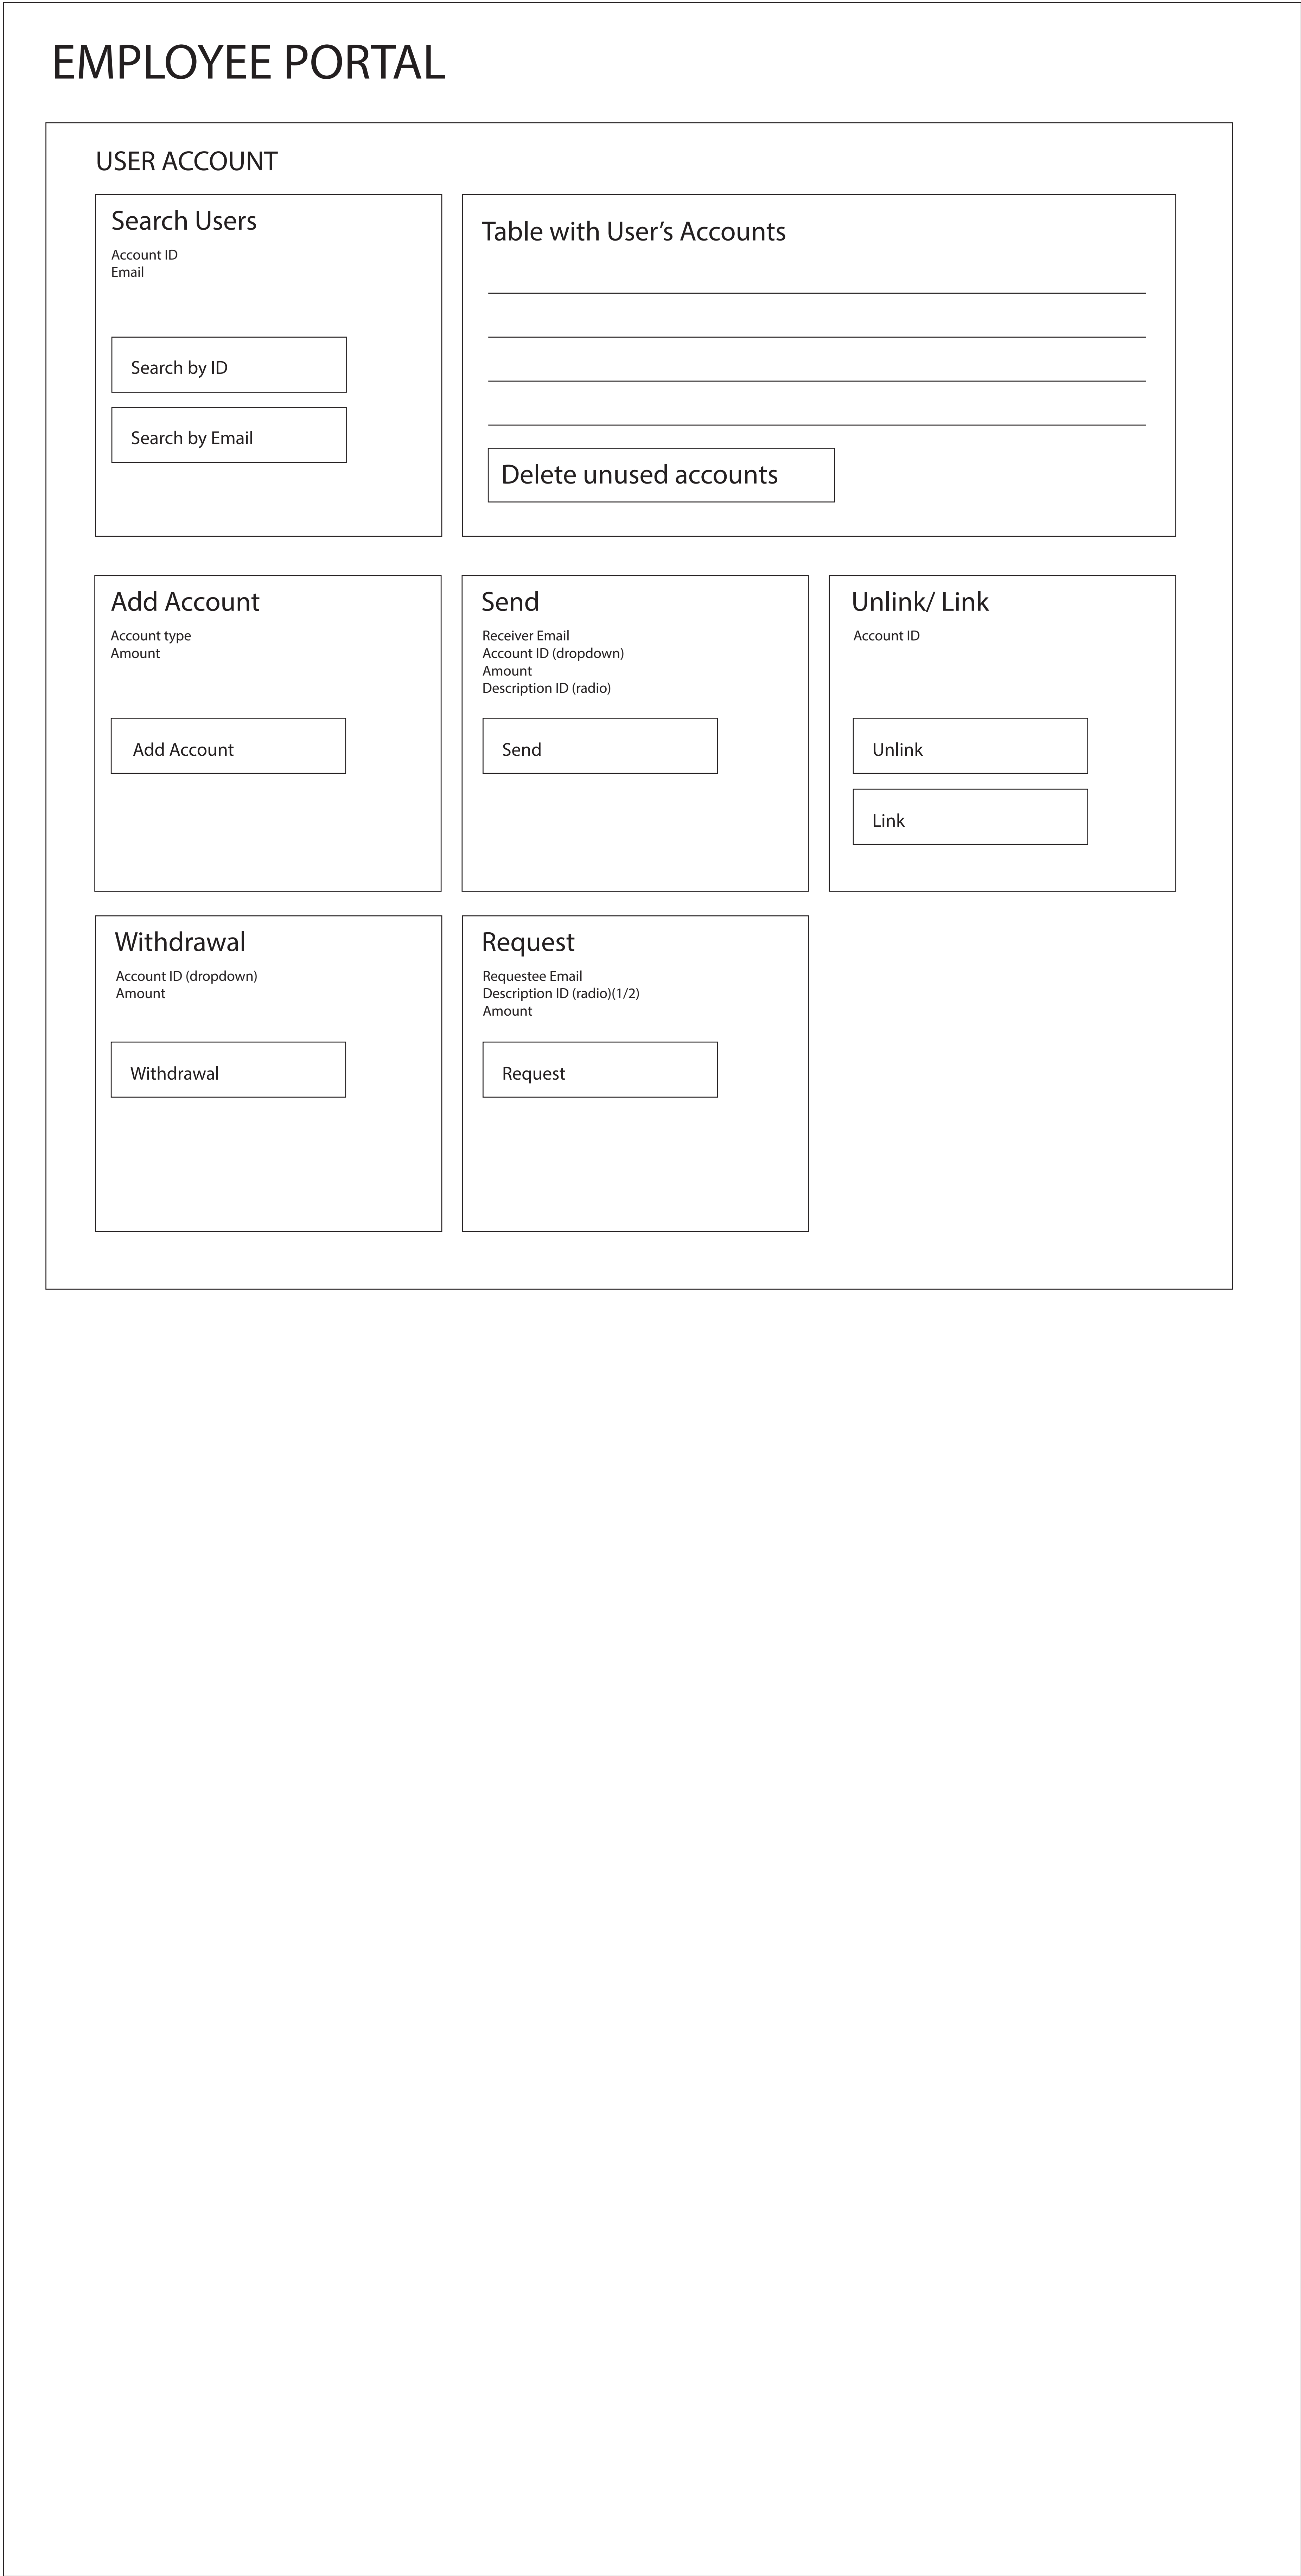 EMPLOYEE PORTAL
USER ACCOUNT
Search Users
Account ID
Email
Search by ID
Search by Email
Table with User’s Accounts
Delete unused accounts
Add Account
Account type
Amount
Add Account
Send
Receiver Email
Account ID (dropdown)
Amount
Description ID (radio)
Send
Unlink/ Link
Account ID
Unlink
Link
Withdrawal
Account ID (dropdown)
Amount
Withdrawal
Request
Requestee Email
Description ID (radio)(1/2)
Amount
Request